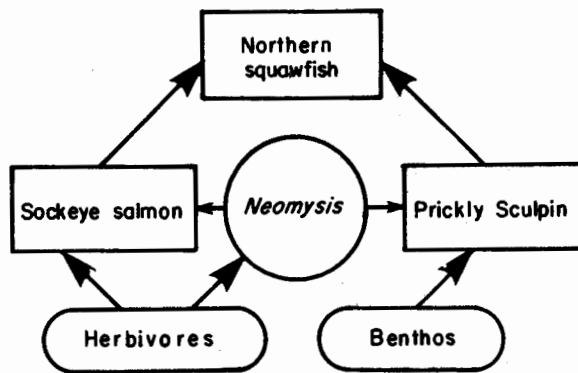 Northern
squawfish
Sockeye salmon
Neomysis
Prickly Sculpin
Herbivores
Benthos